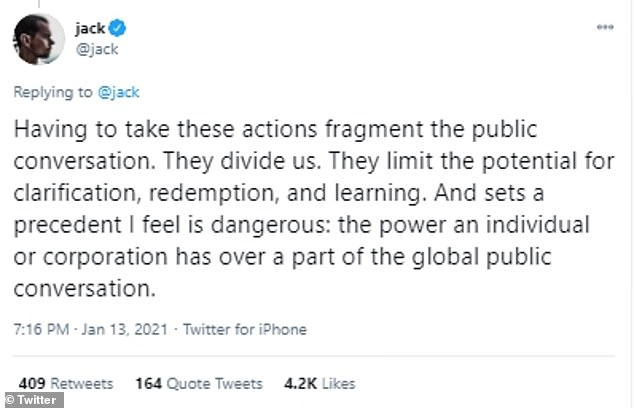 jack
@jack
Replying to @jack
Having to take these actions fragment the public
conversation. They divide us. They limit the potential for
clarification, redemption, and learning. And sets a
precedent I feel is dangerous: the power an individual
or corporation has over a part of the global public
conversation.
7:16 PM · Jan 13, 2021 · Twitter for iPhone
409 Retweets 164 Quote Tweets 4.2K Likes
© Twitter